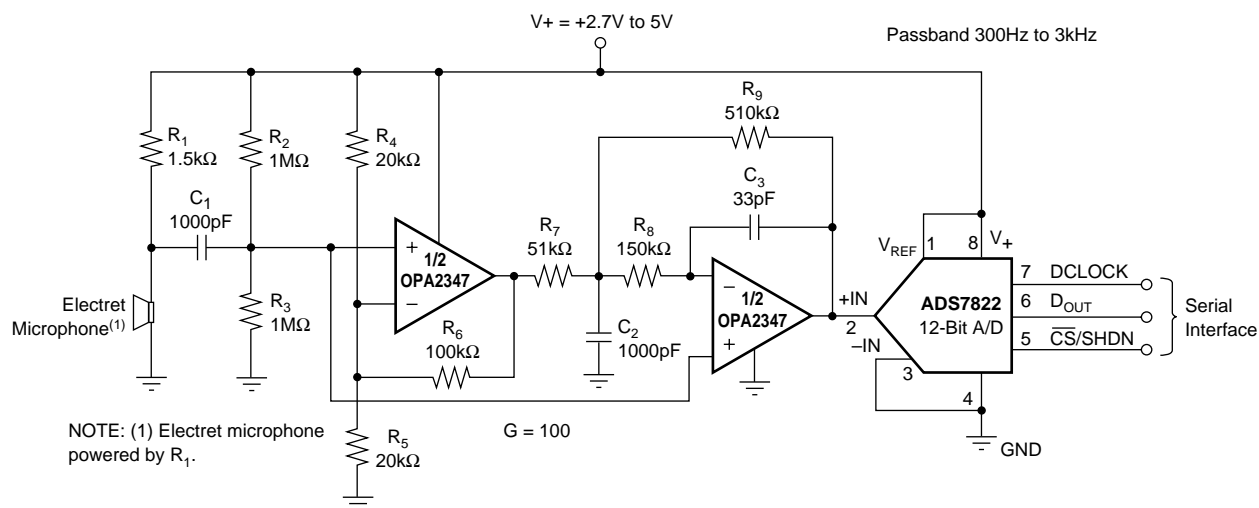 V+ = +2.7V to 5V
Passband 300Hz to 3kHz
R9
510kΩ
R1
1.5kΩ
R2
1MΩ
R4
20kΩ
C3
33pF
C1
1000pF
R7
51kΩ
R8
150kΩ
VREF
1
8
V+
+
1/2
OPA2347
−
7
DCLOCK
Electret
Microphone(1)
R3
1MΩ
−
1/2
OPA2347
+
+IN
2
ADS7822
12-Bit A/D
6
DOUT
Serial
Interface
C2
1000pF
R6
100kΩ
–IN
3
5
C̅S̅/SHDN
4
NOTE: (1) Electret microphone
powered by R1.
R5
20kΩ
G = 100
GND